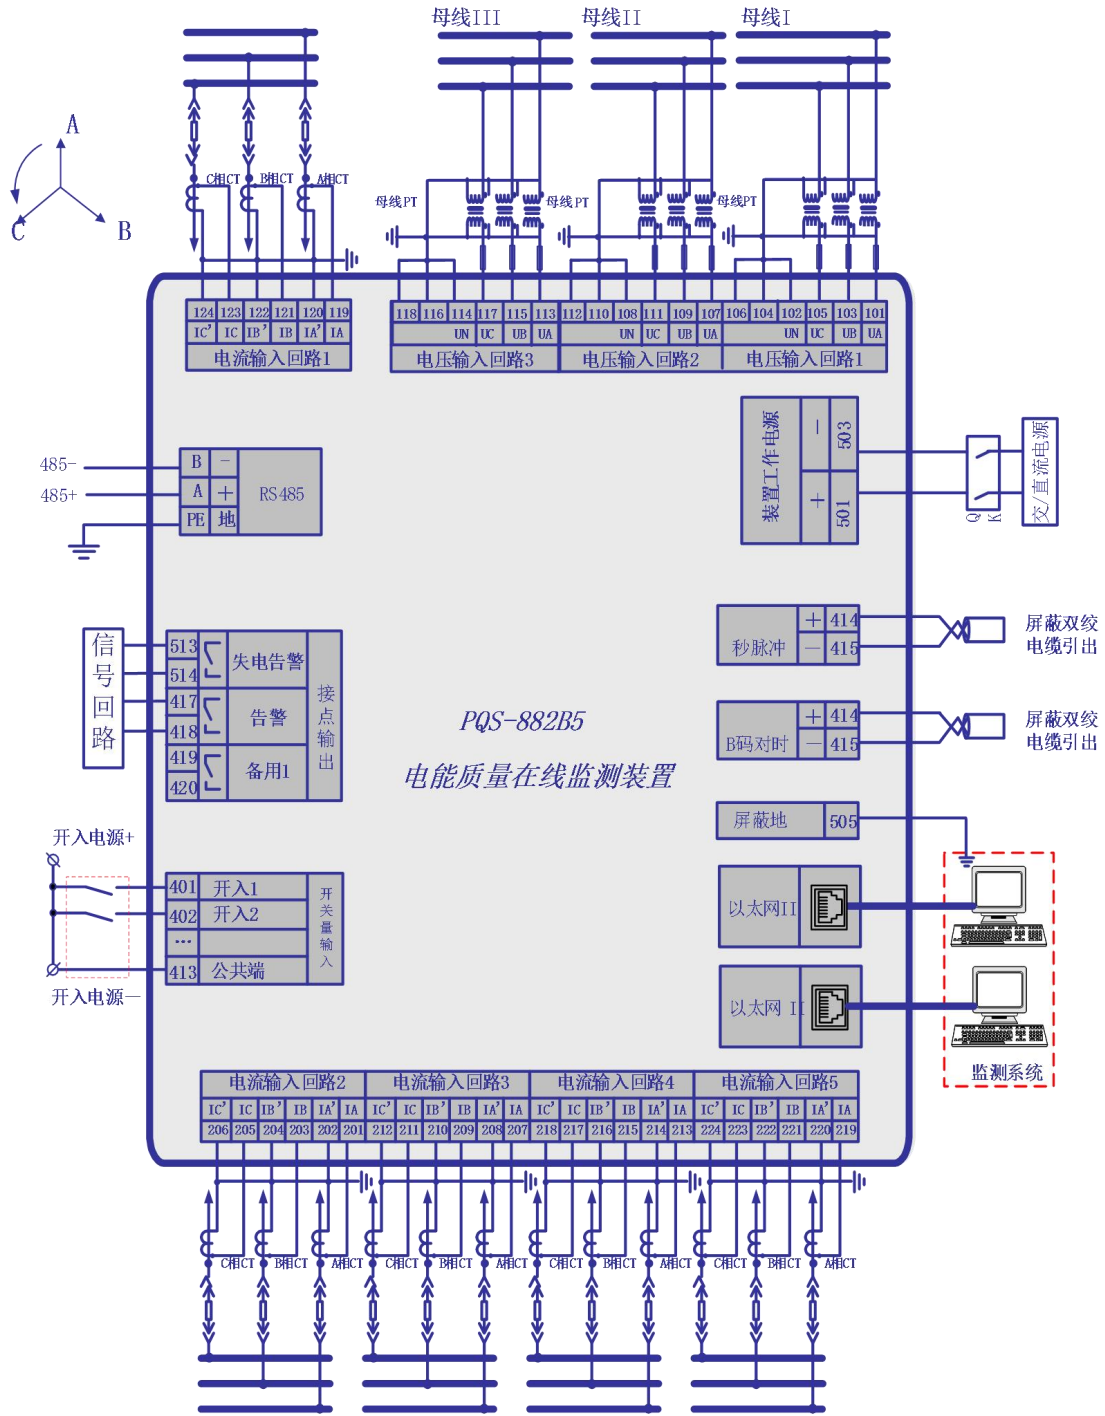 母线III 母线II 母线I
A
C B
C相CT B相CT A相CT
母线PT 母线PT 母线PT
124 123 122 121 120 119
IC' IC IB' IB IA' IA
电流输入回路1
118 116 114 117 115 113 112 110 108 111 109 107 106 104 102 105 103 101
UN UC UB UA UN UC UB UA UN UC UB UA
电压输入回路3 电压输入回路2 电压输入回路1
装置工作电源
— 503
+ 501
Q K
交/直流电源
485-
485+
B -
A +
PE 地
RS485
信号回路
513
514
417
418
419
420
失电告警
告警
备用1
接点输出
秒脉冲
+ 414
— 415
屏蔽双绞
电缆引出
B码对时
+ 414
— 415
屏蔽双绞
电缆引出
PQS-882B5
电能质量在线监测装置
屏蔽地 505
开入电源+
开入电源—
401 开入1
402 开入2
...
413 公共端
开关量输入
以太网II
以太网 II
监测系统
电流输入回路2 电流输入回路3 电流输入回路4 电流输入回路5
IC' IC IB' IB IA' IA IC' IC IB' IB IA' IA IC' IC IB' IB IA' IA IC' IC IB' IB IA' IA
206 205 204 203 202 201 212 211 210 209 208 207 218 217 216 215 214 213 224 223 222 221 220 219
C相CT B相CT A相CT C相CT B相CT A相CT C相CT B相CT A相CT C相CT B相CT A相CT